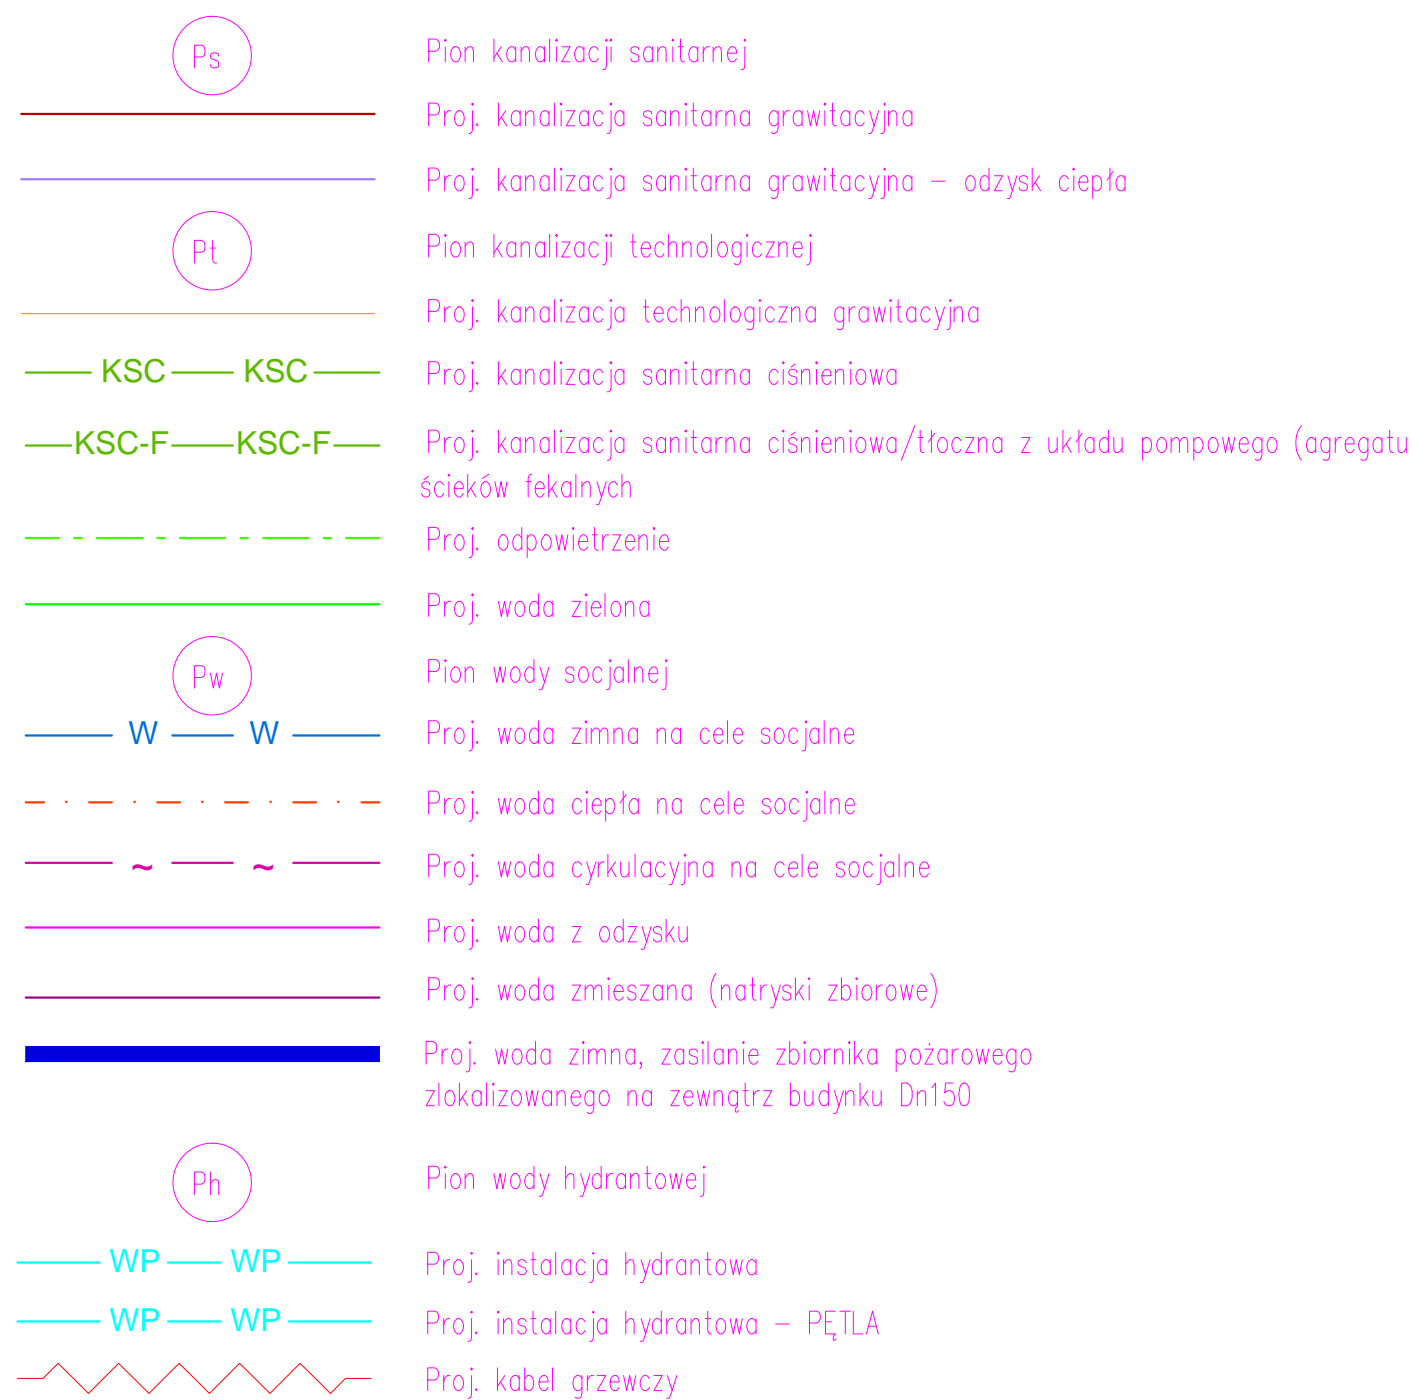 Ps Pion kanalizacji sanitarnej
Proj. kanalizacja sanitarna grawitacyjna
Proj. kanalizacja sanitarna grawitacyjna – odzysk ciepła
Pt Pion kanalizacji technologicznej
Proj. kanalizacja technologiczna grawitacyjna
KSC KSC Proj. kanalizacja sanitarna ciśnieniowa
KSC-F KSC-F Proj. kanalizacja sanitarna ciśnieniowa/tłoczna z układu pompowego (agregatu
ścieków fekalnych
Proj. odpowietrzenie
Proj. woda zielona
Pw Pion wody socjalnej
W W Proj. woda zimna na cele socjalne
Proj. woda ciepła na cele socjalne
~ ~ Proj. woda cyrkulacyjna na cele socjalne
Proj. woda z odzysku
Proj. woda zmieszana (natryski zbiorowe)
Proj. woda zimna, zasilanie zbiornika pożarowego
zlokalizowanego na zewnątrz budynku Dn150
Ph Pion wody hydrantowej
WP WP Proj. instalacja hydrantowa
WP WP Proj. instalacja hydrantowa – PĘTLA
Proj. kabel grzewczy